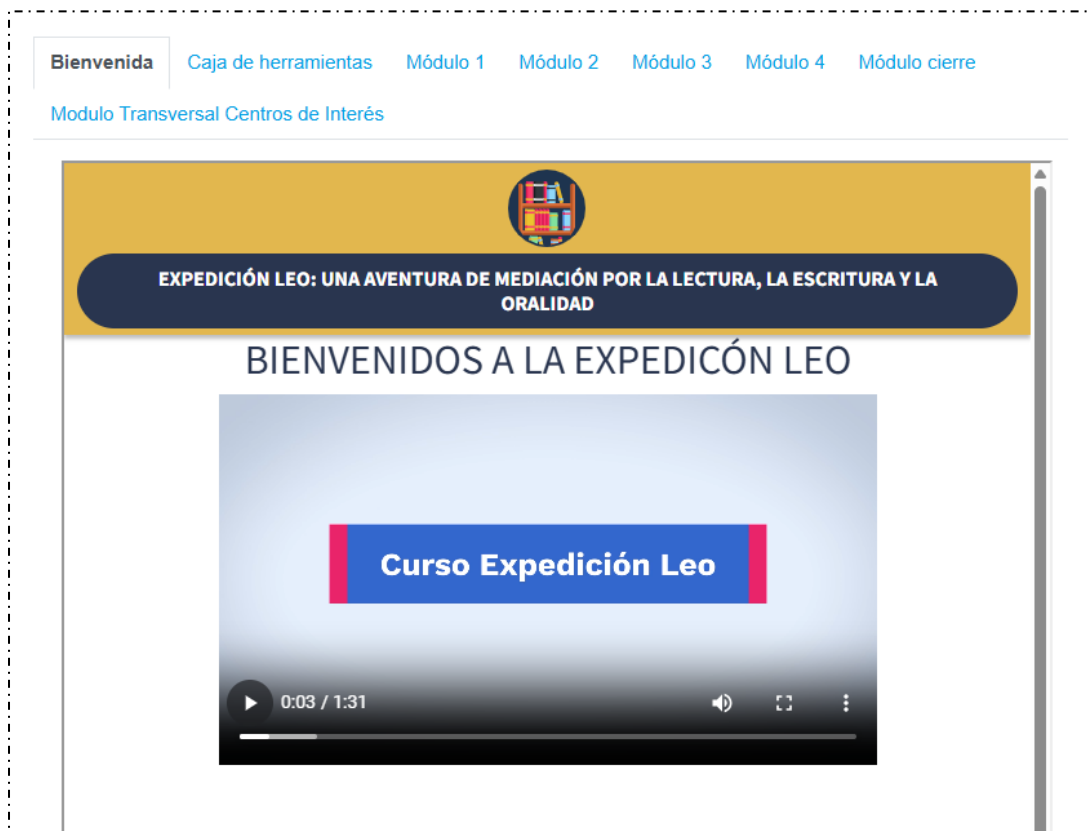 Bienvenida Caja de herramientas Módulo 1 Módulo 2 Módulo 3 Módulo 4 Módulo cierre
Modulo Transversal Centros de Interés
EXPEDICIÓN LEO: UNA AVENTURA DE MEDIACIÓN POR LA LECTURA, LA ESCRITURA Y LA
ORALIDAD
BIENVENIDOS A LA EXPEDICÓN LEO
Curso Expedición Leo
0:03 / 1:31